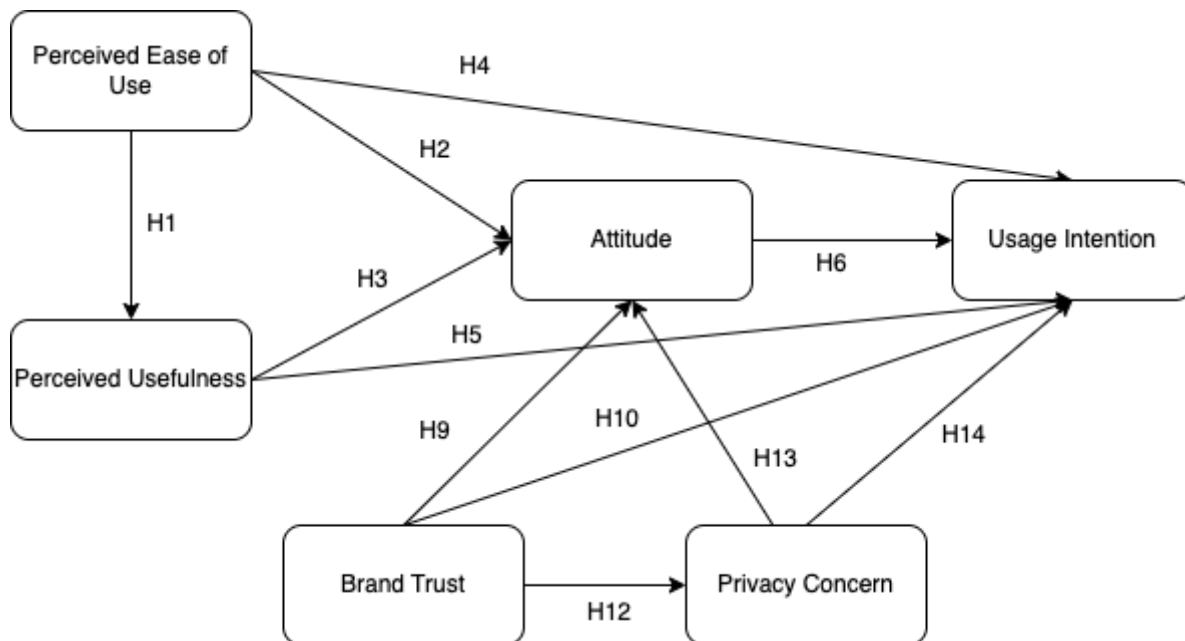 Perceived Ease of
Use
H4
H2
H1
Attitude
Usage Intention
H6
H3
H5
Perceived Usefulness
H9
H10
H13
H14
Brand Trust
Privacy Concern
H12